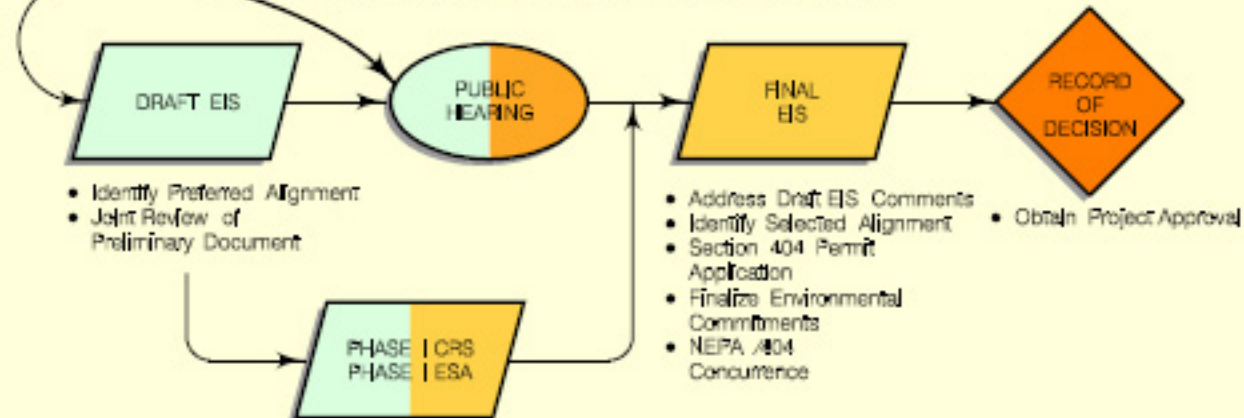 DRAFT EIS
PUBLIC
HEARING
FINAL
EIS
RECORD
OF
DECISION
• Identify Preferred Alignment
• Joint Review of
Preliminary Document
• Address Draft EIS Comments
• Identify Selected Alignment
• Section 404 Permit
Application
• Finalize Environmental
Commitments
• NEPA /404
Concurrence
• Obtain Project Approval
PHASE I CRS
PHASE I ESA